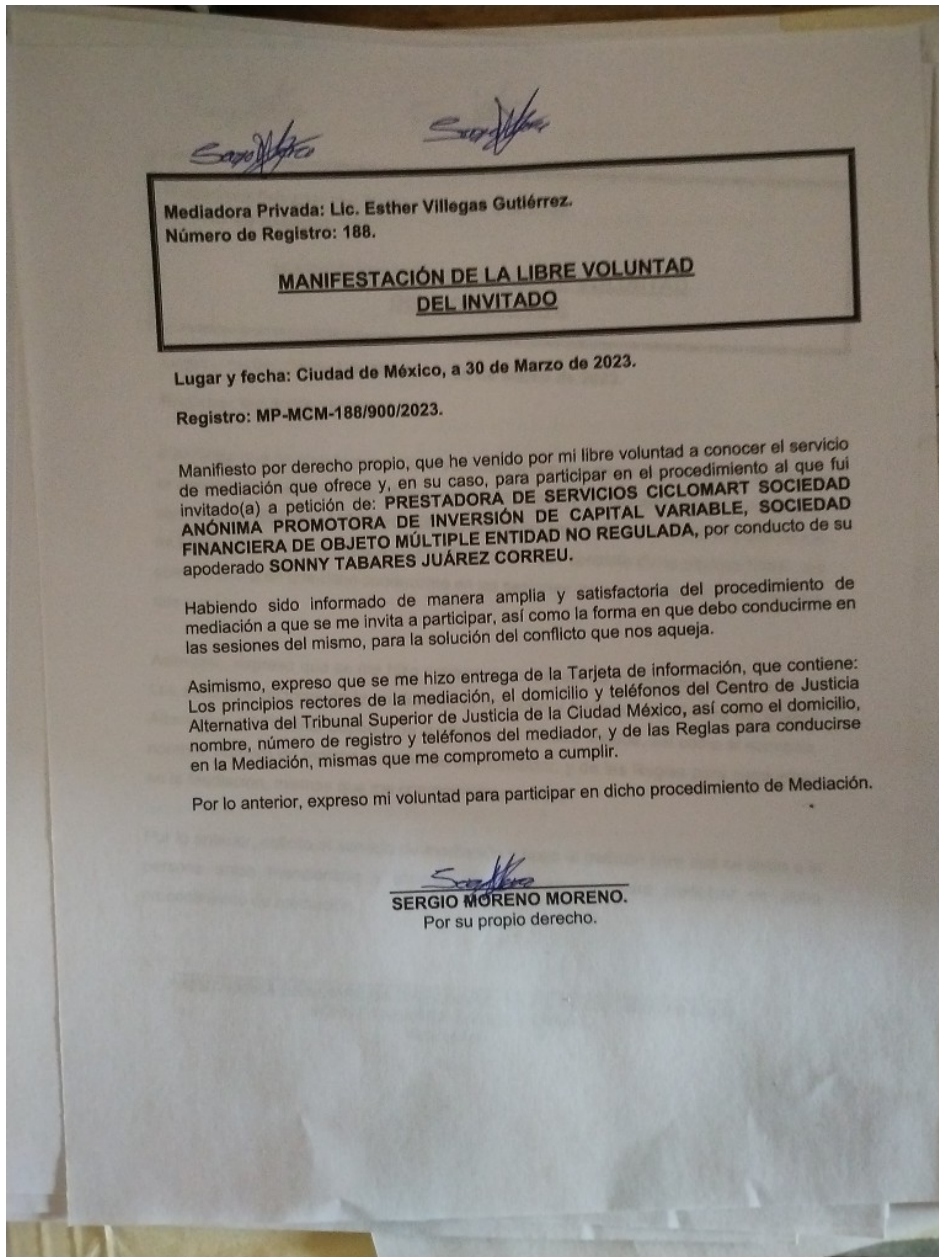 Mediadora Privada: Lic. Esther Villegas Gutiérrez.
Número de Registro: 188.
MANIFESTACIÓN DE LA LIBRE VOLUNTAD
DEL INVITADO
Lugar y fecha: Ciudad de México, a 30 de Marzo de 2023.
Registro: MP-MCM-188/900/2023.
Manifiesto por derecho propio, que he venido por mi libre voluntad a conocer el servicio
de mediación que ofrece y, en su caso, para participar en el procedimiento al que fui
invitado(a) a petición de: PRESTADORA DE SERVICIOS CICLOMART SOCIEDAD
ANÓNIMA PROMOTORA DE INVERSIÓN DE CAPITAL VARIABLE, SOCIEDAD
FINANCIERA DE OBJETO MÚLTIPLE ENTIDAD NO REGULADA, por conducto de su
apoderado SONNY TABARES JUÁREZ CORREU.
Habiendo sido informado de manera amplia y satisfactoria del procedimiento de
mediación a que se me invita a participar, así como la forma en que debo conducirme en
las sesiones del mismo, para la solución del conflicto que nos aqueja.
Asimismo, expreso que se me hizo entrega de la Tarjeta de información, que contiene:
Los principios rectores de la mediación, el domicilio y teléfonos del Centro de Justicia
Alternativa del Tribunal Superior de Justicia de la Ciudad México, así como el domicilio,
nombre, número de registro y teléfonos del mediador, y de las Reglas para conducirse
en la Mediación, mismas que me comprometo a cumplir.
Por lo anterior, expreso mi voluntad para participar en dicho procedimiento de Mediación.
SERGIO MORENO MORENO.
Por su propio derecho.